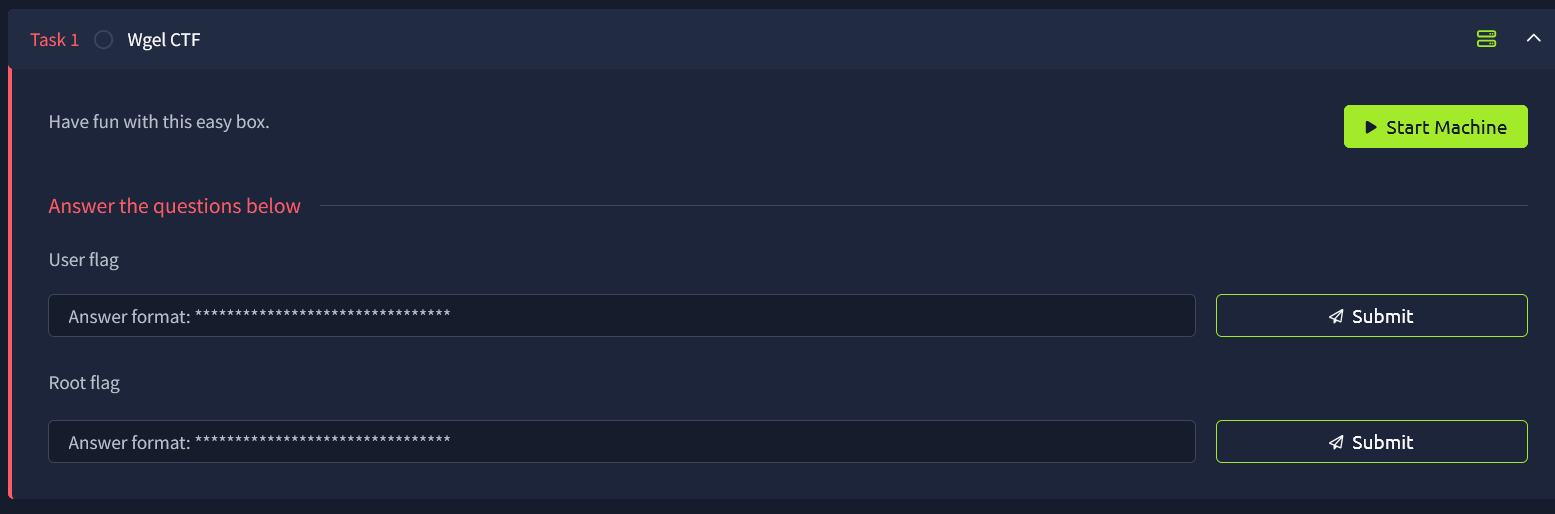 Task 1 Wgel CTF
Have fun with this easy box.
Start Machine
Answer the questions below
User flag
Answer format: ********************************
Submit
Root flag
Answer format: ********************************
Submit